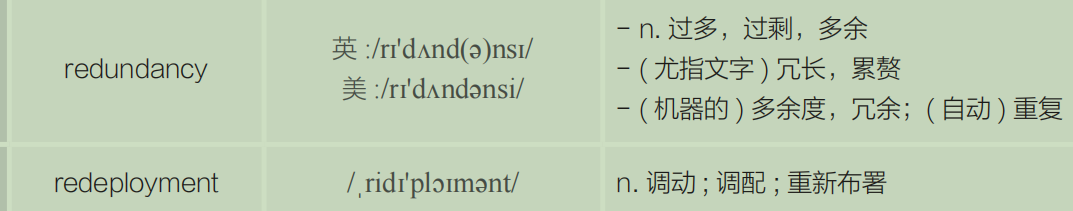 redundancy
英 :/rɪ'dʌnd(ə)nsɪ/
美 :/rɪ'dʌndənsi/
– n. 过多，过剩，多余
– ( 尤指文字 ) 冗长，累赘
– ( 机器的 ) 多余度，冗余；( 自动 ) 重复
redeployment
/ˌridɪ'plɔɪmənt/
n. 调动 ; 调配 ; 重新布署